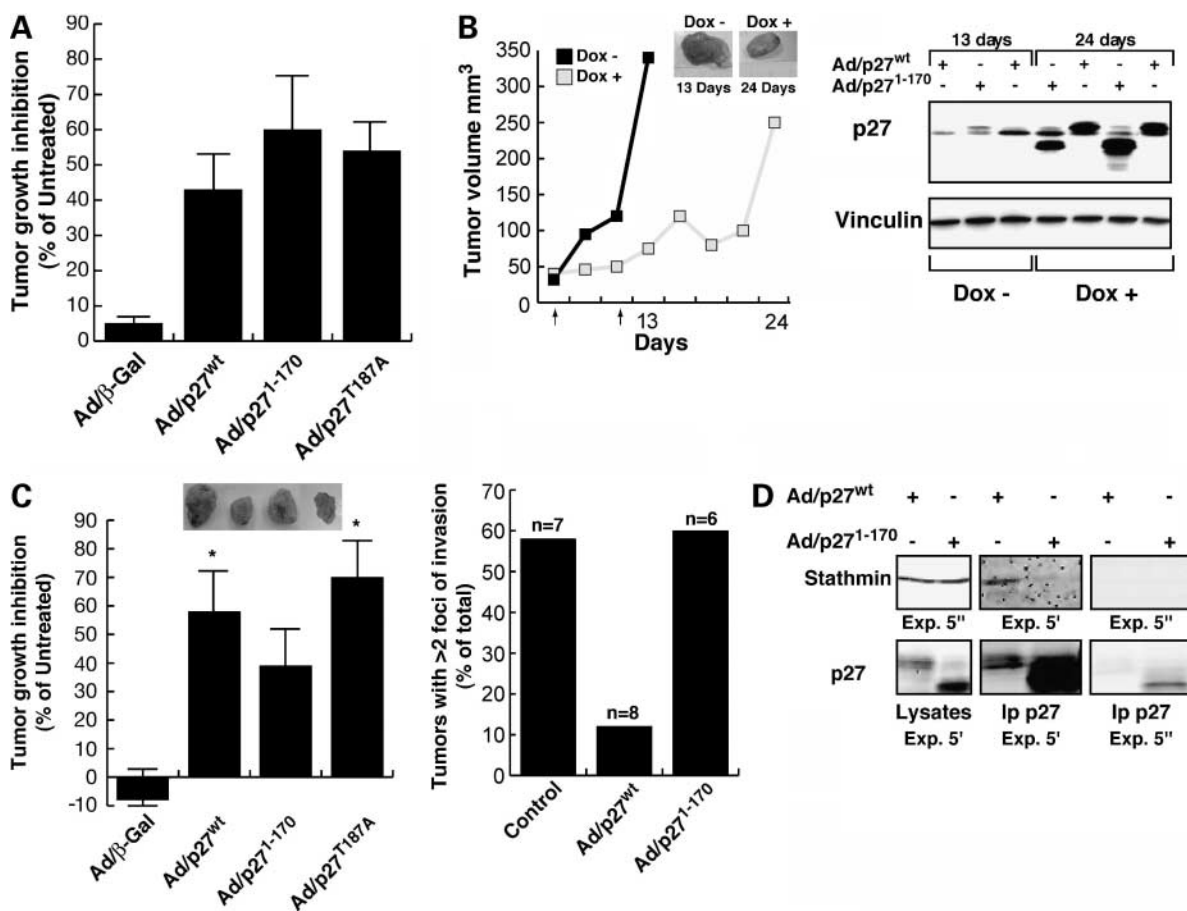 A
Tumor growth inhibition
(% of Untreated)
90
80
70
60
50
40
30
20
10
0
Ad/β-Gal
Ad/p27wt
Ad/p271-170
Ad/p27T187A
B
Dox - Dox +
13 Days 24 Days
Dox -
Dox +
Tumor volume mm3
350
300
250
200
150
100
50
0
13 24
Days
13 days 24 days
Ad/p27wt + - + - + - +
Ad/p271-170 - + - + - + -
p27
Vinculin
Dox - Dox +
C
Tumor growth inhibition
(% of Untreated)
90
80
70
60
50
40
30
20
10
0
-10
* *
Ad/β-Gal
Ad/p27wt
Ad/p271-170
Ad/p27T187A
Tumors with >2 foci of invasion
(% of total)
70
60
50
40
30
20
10
0
n=7
n=8
n=6
Control
Ad/p27wt
Ad/p271-170
D
Ad/p27wt + - + - + -
Ad/p271-170 - + - + - +
Stathmin
Exp. 5" Exp. 5' Exp. 5"
p27
Lysates Ip p27 Ip p27
Exp. 5' Exp. 5' Exp. 5"